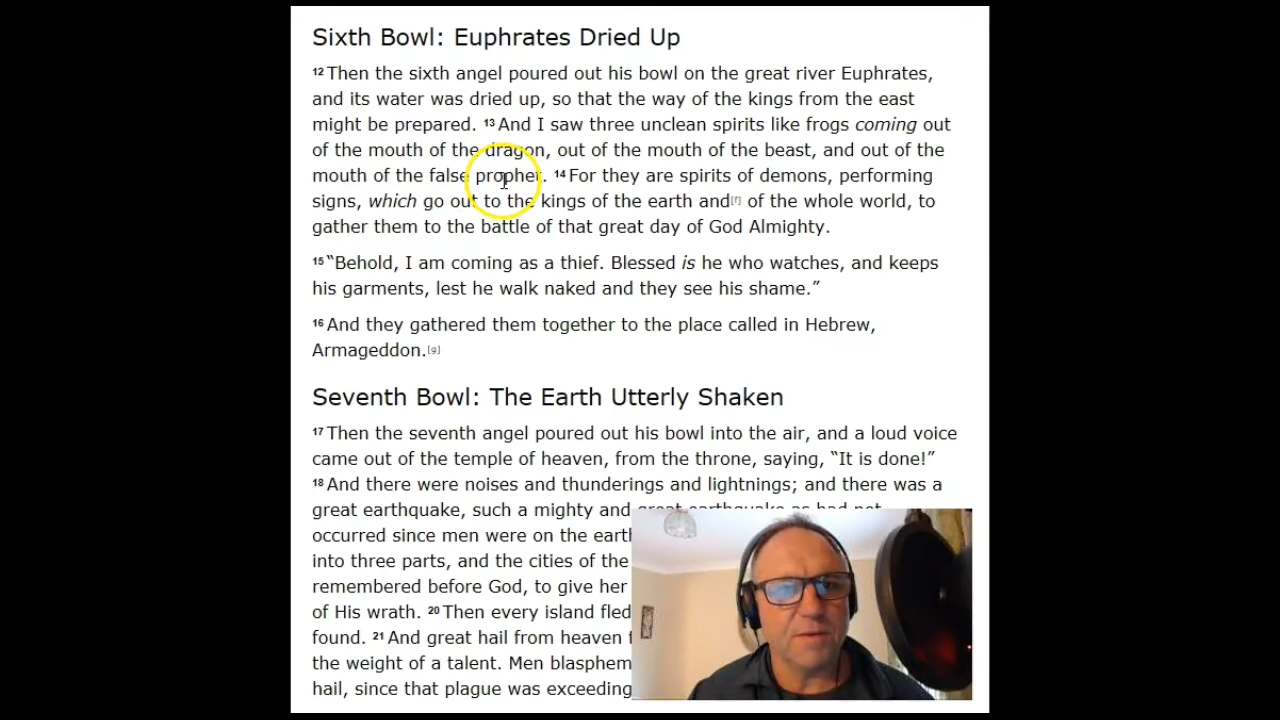 Sixth Bowl: Euphrates Dried Up
12 Then the sixth angel poured out his bowl on the great river Euphrates,
and its water was dried up, so that the way of the kings from the east
might be prepared. 13 And I saw three unclean spirits like frogs coming out
of the mouth of the dragon, out of the mouth of the beast, and out of the
mouth of the false prophet. 14 For they are spirits of demons, performing
signs, which go out to the kings of the earth and[f] of the whole world, to
gather them to the battle of that great day of God Almighty.
15 “Behold, I am coming as a thief. Blessed is he who watches, and keeps
his garments, lest he walk naked and they see his shame.”
16 And they gathered them together to the place called in Hebrew,
Armageddon.[g]
Seventh Bowl: The Earth Utterly Shaken
17 Then the seventh angel poured out his bowl into the air, and a loud voice
came out of the temple of heaven, from the throne, saying, “It is done!”
18 And there were noises and thunderings and lightnings; and there was a
great earthquake, such a mighty and great earthquake as had not
occurred since men were on the earth
into three parts, and the cities of the
remembered before God, to give her
of His wrath. 20 Then every island fled
found. 21 And great hail from heaven
the weight of a talent. Men blasphem
hail, since that plague was exceeding